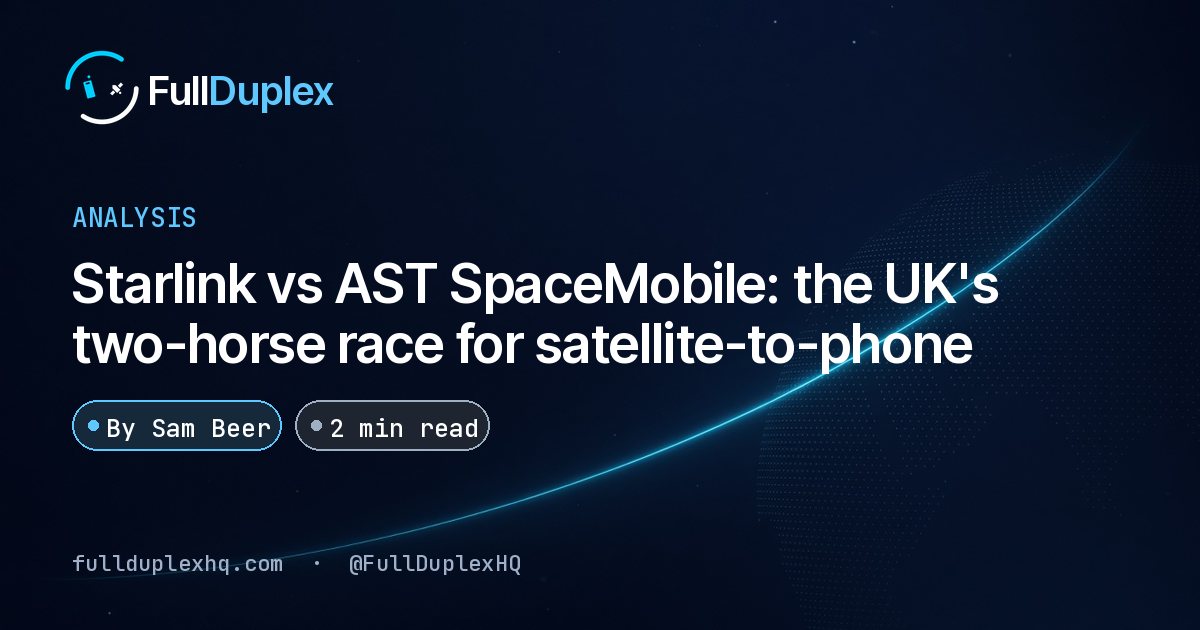 FullDuplex
ANALYSIS
Starlink vs AST SpaceMobile: the UK's
two-horse race for satellite-to-phone
By Sam Beer
2 min read
fullduplexhq.com · @FullDuplexHQ